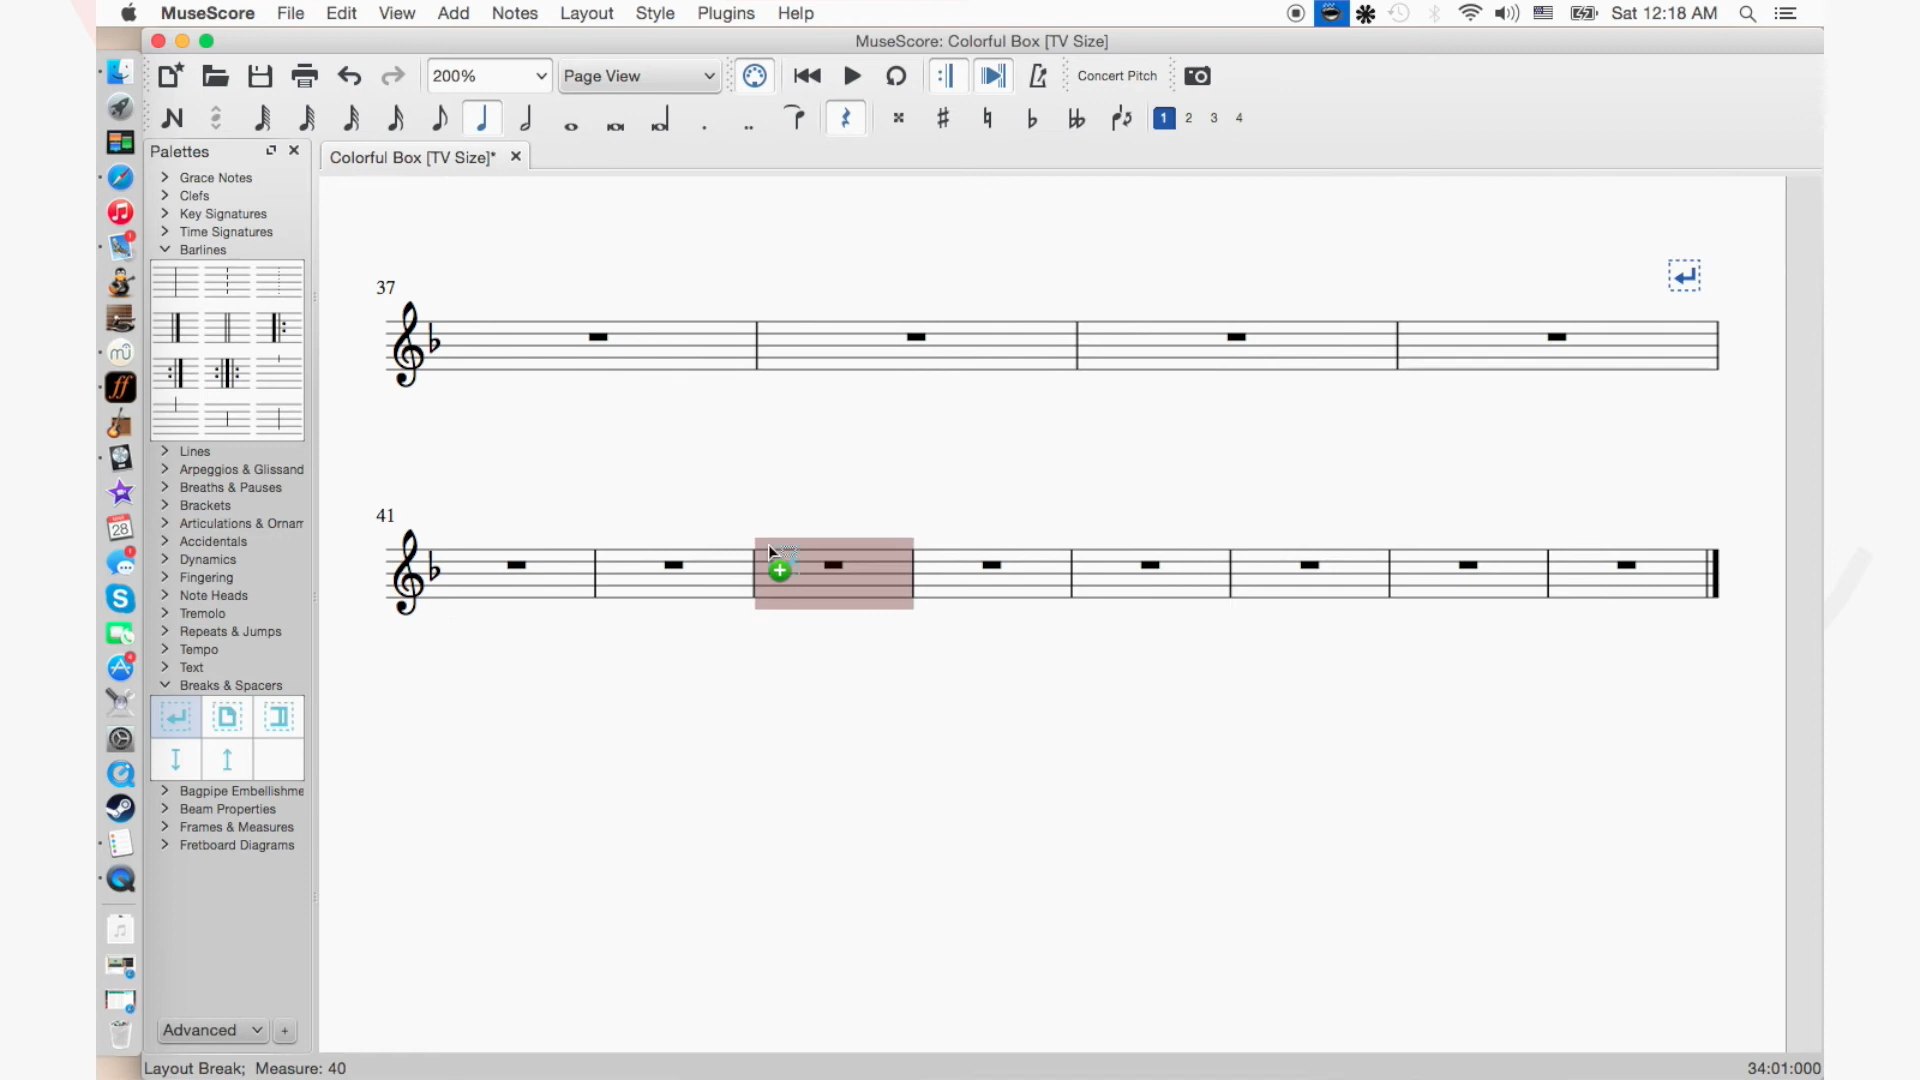 MuseScore File Edit View Add Notes Layout Style Plugins Help Sat 12:18 AM
MuseScore: Colorful Box [TV Size]
200% Page View Concert Pitch
1 2 3 4
Palettes
Colorful Box [TV Size]*
Grace Notes
Clefs
Key Signatures
Time Signatures
Barlines
37
Lines
Arpeggios & Glissand
Breaths & Pauses
Brackets
41
Articulations & Ornam
Accidentals
Dynamics
Fingering
Note Heads
Tremolo
Repeats & Jumps
Tempo
Text
Breaks & Spacers
Bagpipe Embellishme
Beam Properties
Frames & Measures
Fretboard Diagrams
Advanced
Layout Break; Measure: 40
34:01:000